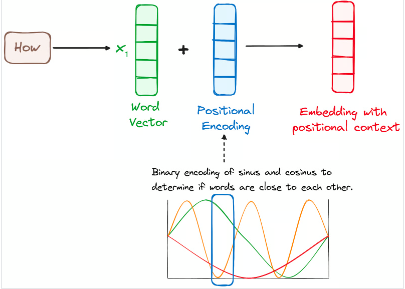 How
X1
+
Word
Vector
Positional
Encoding
Embedding with
positional context
Binary encoding of sinus and cosinus to
determine if words are close to each other.